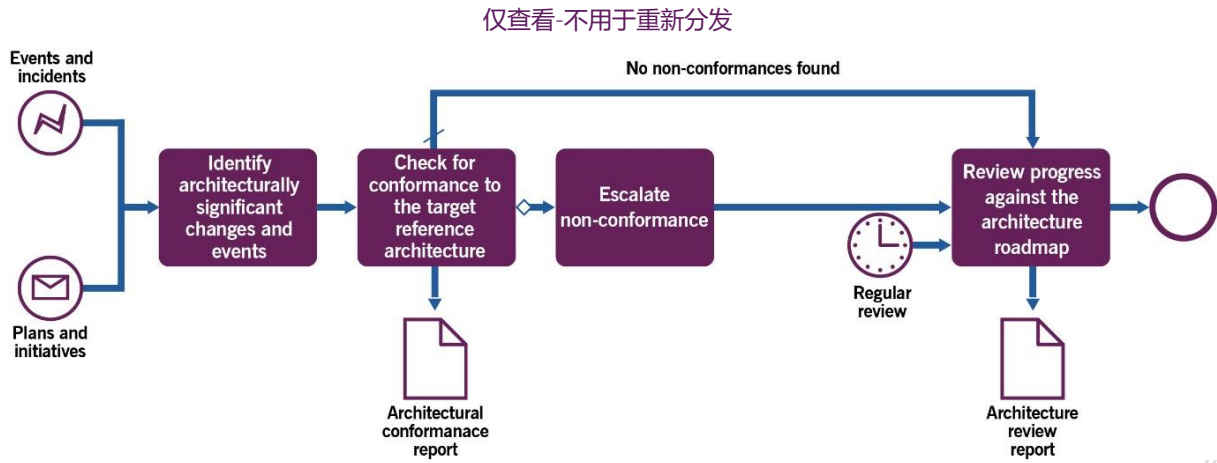 仅查看-不用于重新分发
Events and
incidents
No non-conformances found
Identify
architecturally
significant
changes and
events
Check for
conformance to
the target
reference
architecture
Escalate
non-conformance
Review progress
against the
architecture
roadmap
Regular
review
Plans and
initiatives
Architectural
conformanace
report
Architecture
review
report